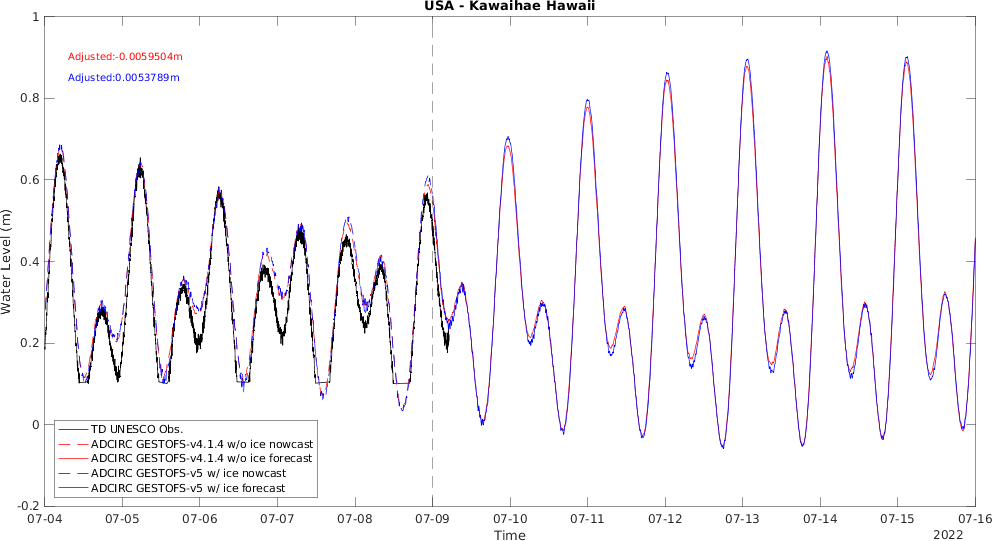 USA - Kawaihae Hawaii
1
Adjusted:-0.0059504m
Adjusted:0.0053789m
0.8
0.6
0.4
0.2
0
-0.2
Water Level (m)
TD UNESCO Obs.
ADCIRC GESTOFS-v4.1.4 w/o ice nowcast
ADCIRC GESTOFS-v4.1.4 w/o ice forecast
ADCIRC GESTOFS-v5 w/ ice nowcast
ADCIRC GESTOFS-v5 w/ ice forecast
07-04 07-05 07-06 07-07 07-08 07-09 07-10 07-11 07-12 07-13 07-14 07-15 07-16
Time
2022